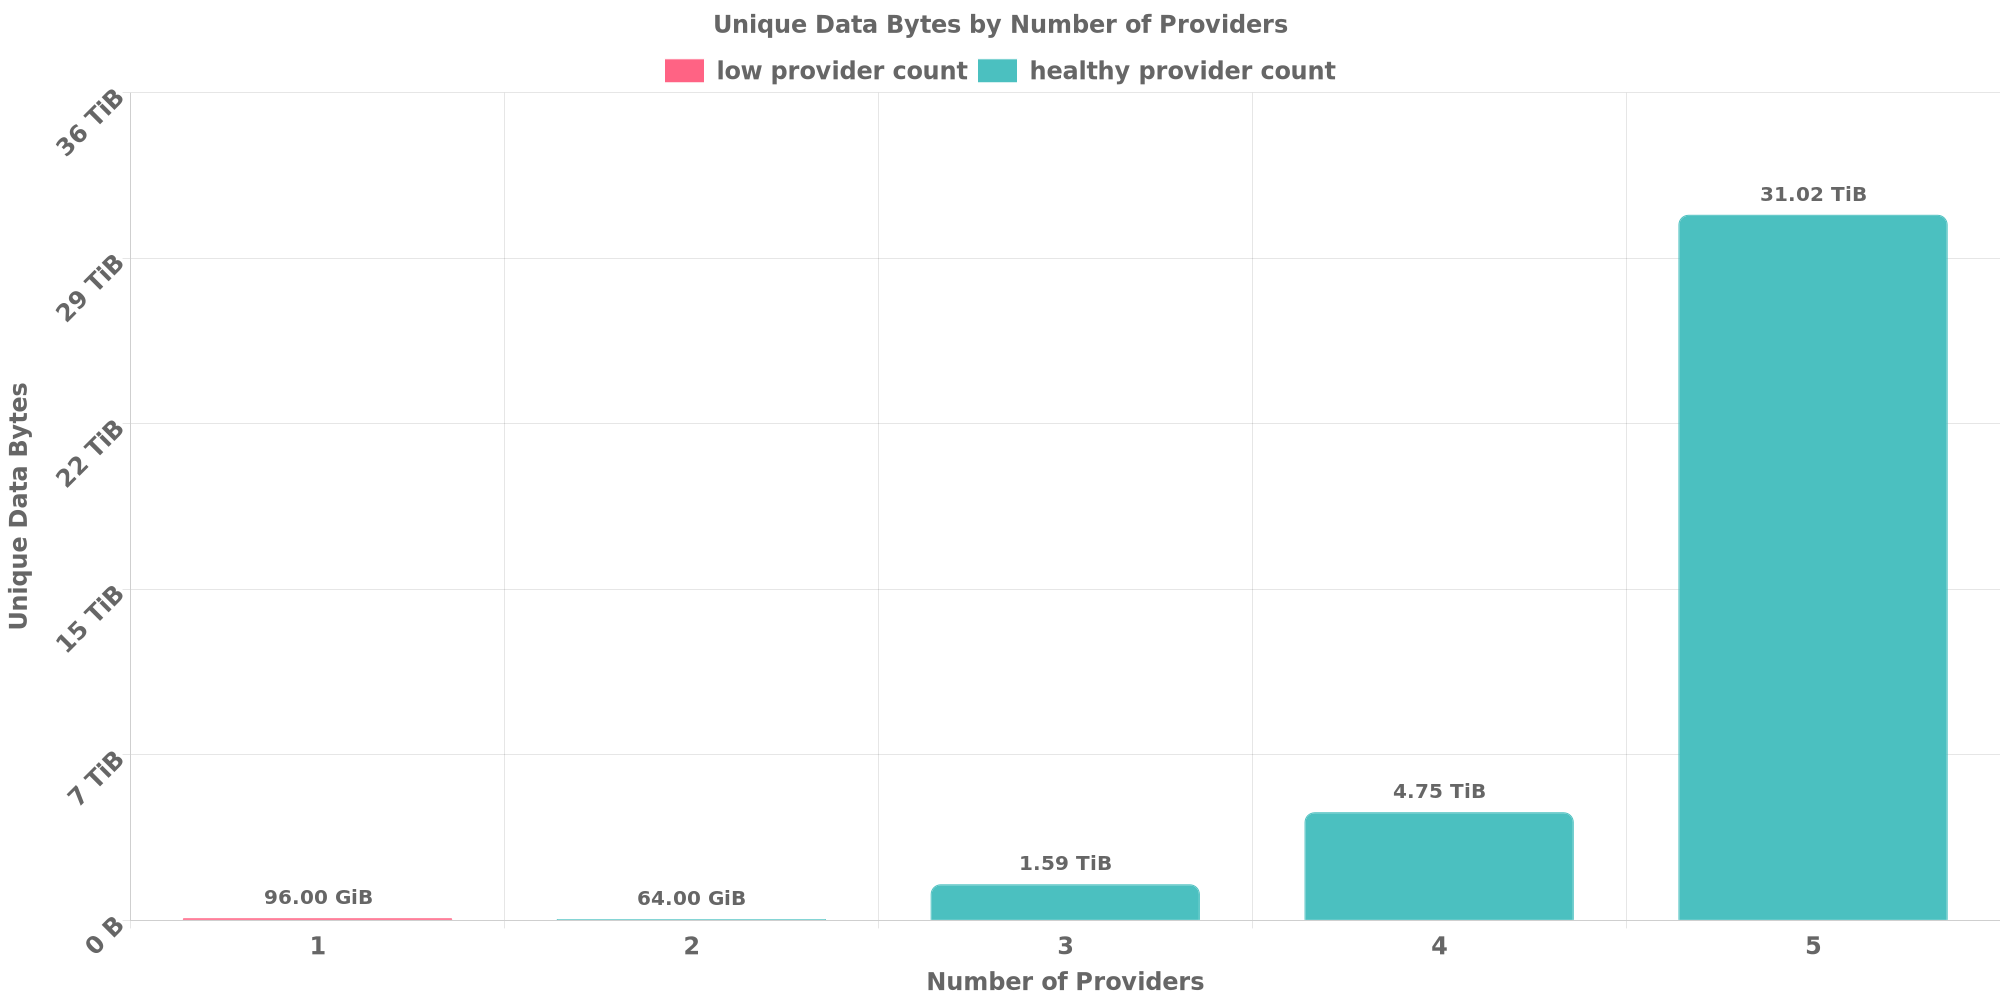 Unique Data Bytes by Number of Providers
low provider count healthy provider count
36 TiB
29 TiB
22 TiB
15 TiB
7 TiB
0 B
Unique Data Bytes
96.00 GiB
64.00 GiB
1.59 TiB
4.75 TiB
31.02 TiB
1 2 3 4 5
Number of Providers